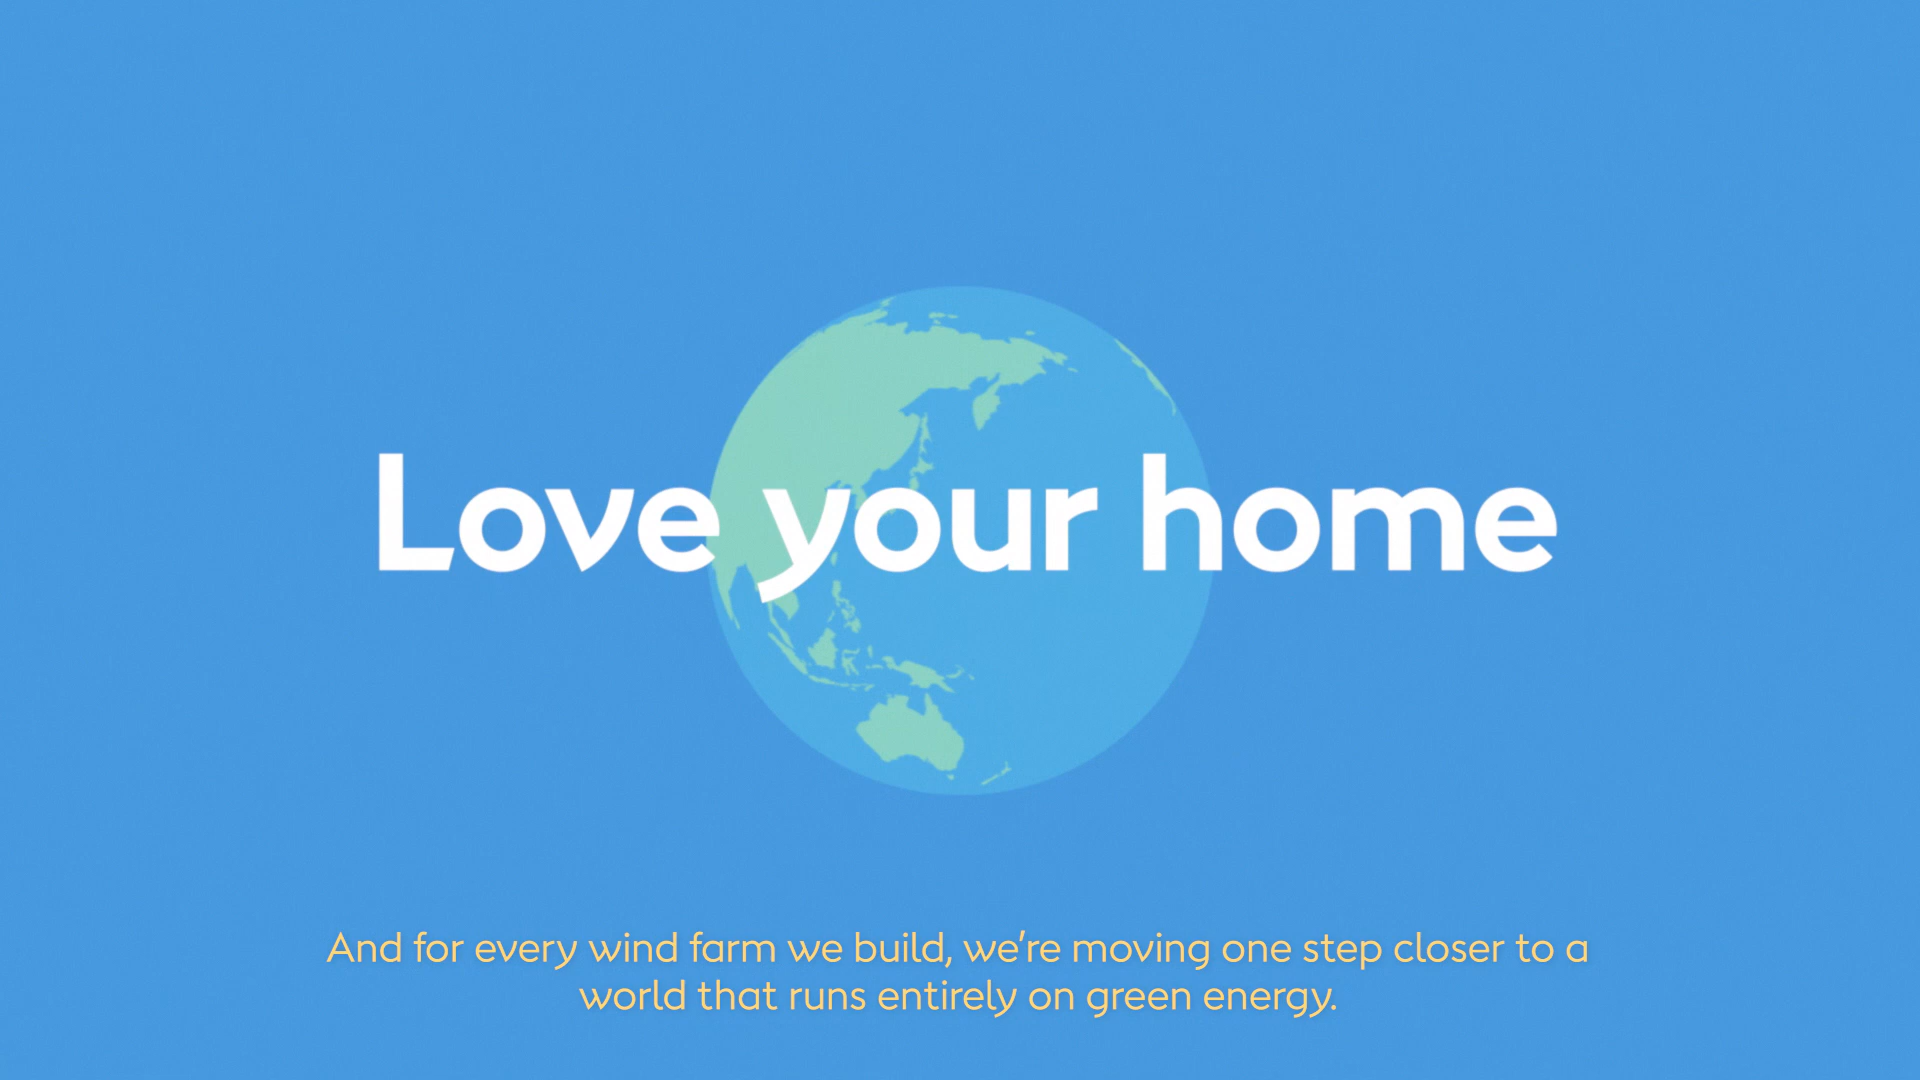 Love your home
And for every wind farm we build, we're moving one step closer to a
world that runs entirely on green energy.